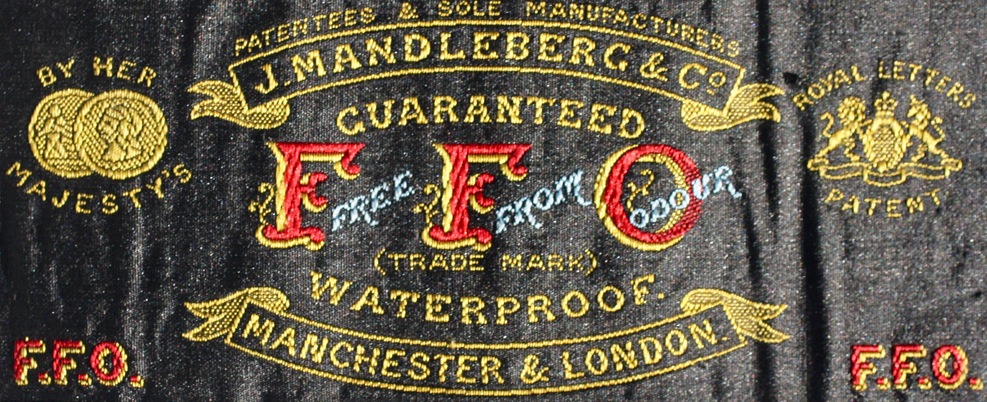 PATENTEES & SOLE MANUFACTURERS
J. MANDLEBERG & Co
BY HER
MAJESTY'S
ROYAL LETTERS
PATENT
GUARANTEED
F F O
FREE FROM ODOUR
(TRADE MARK)
WATERPROOF.
MANCHESTER & LONDON.
F.F.O.
F.F.O.